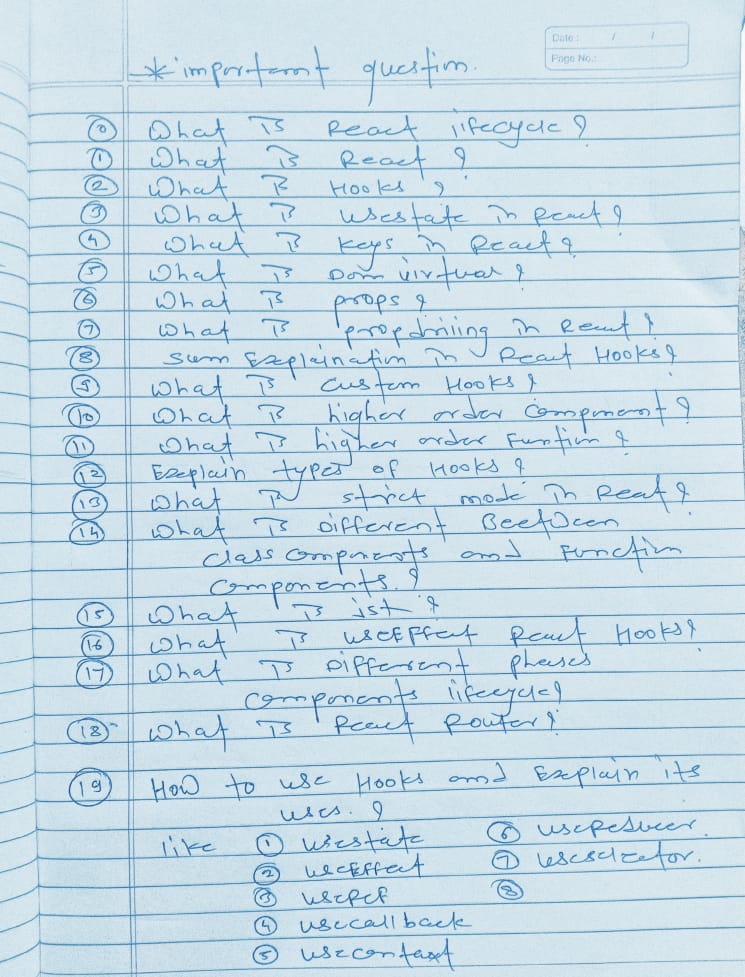 Date : / /
Page No.:
* important question.
0 What is React lifecycle ?
1 What is React ?
2 What is Hooks ?
3 What is usestate in React ?
4 What is keys in React ?
5 What is Dom virtual ?
6 What is props ?
7 What is propdrilling in React ?
8 sum Explaination in React Hooks ?
9 What is custom Hooks ?
10 What is higher order component ?
11 What is higher order Function ?
12 Explain types of Hooks ?
13 What is strict mode in React ?
14 What is Different Beetween
class components and Function
components. ?
15 What is ist ?
16 What is useEffect React Hooks ?
17 What is Different phases
components lifecycle ?
18 What is React Router ?
19 How to use Hooks and Explain its
uses. ?
like 1 usestate 6 useReducer.
2 useEffect 7 useselector.
3 useRef 8
4 usecallback
5 usecontext